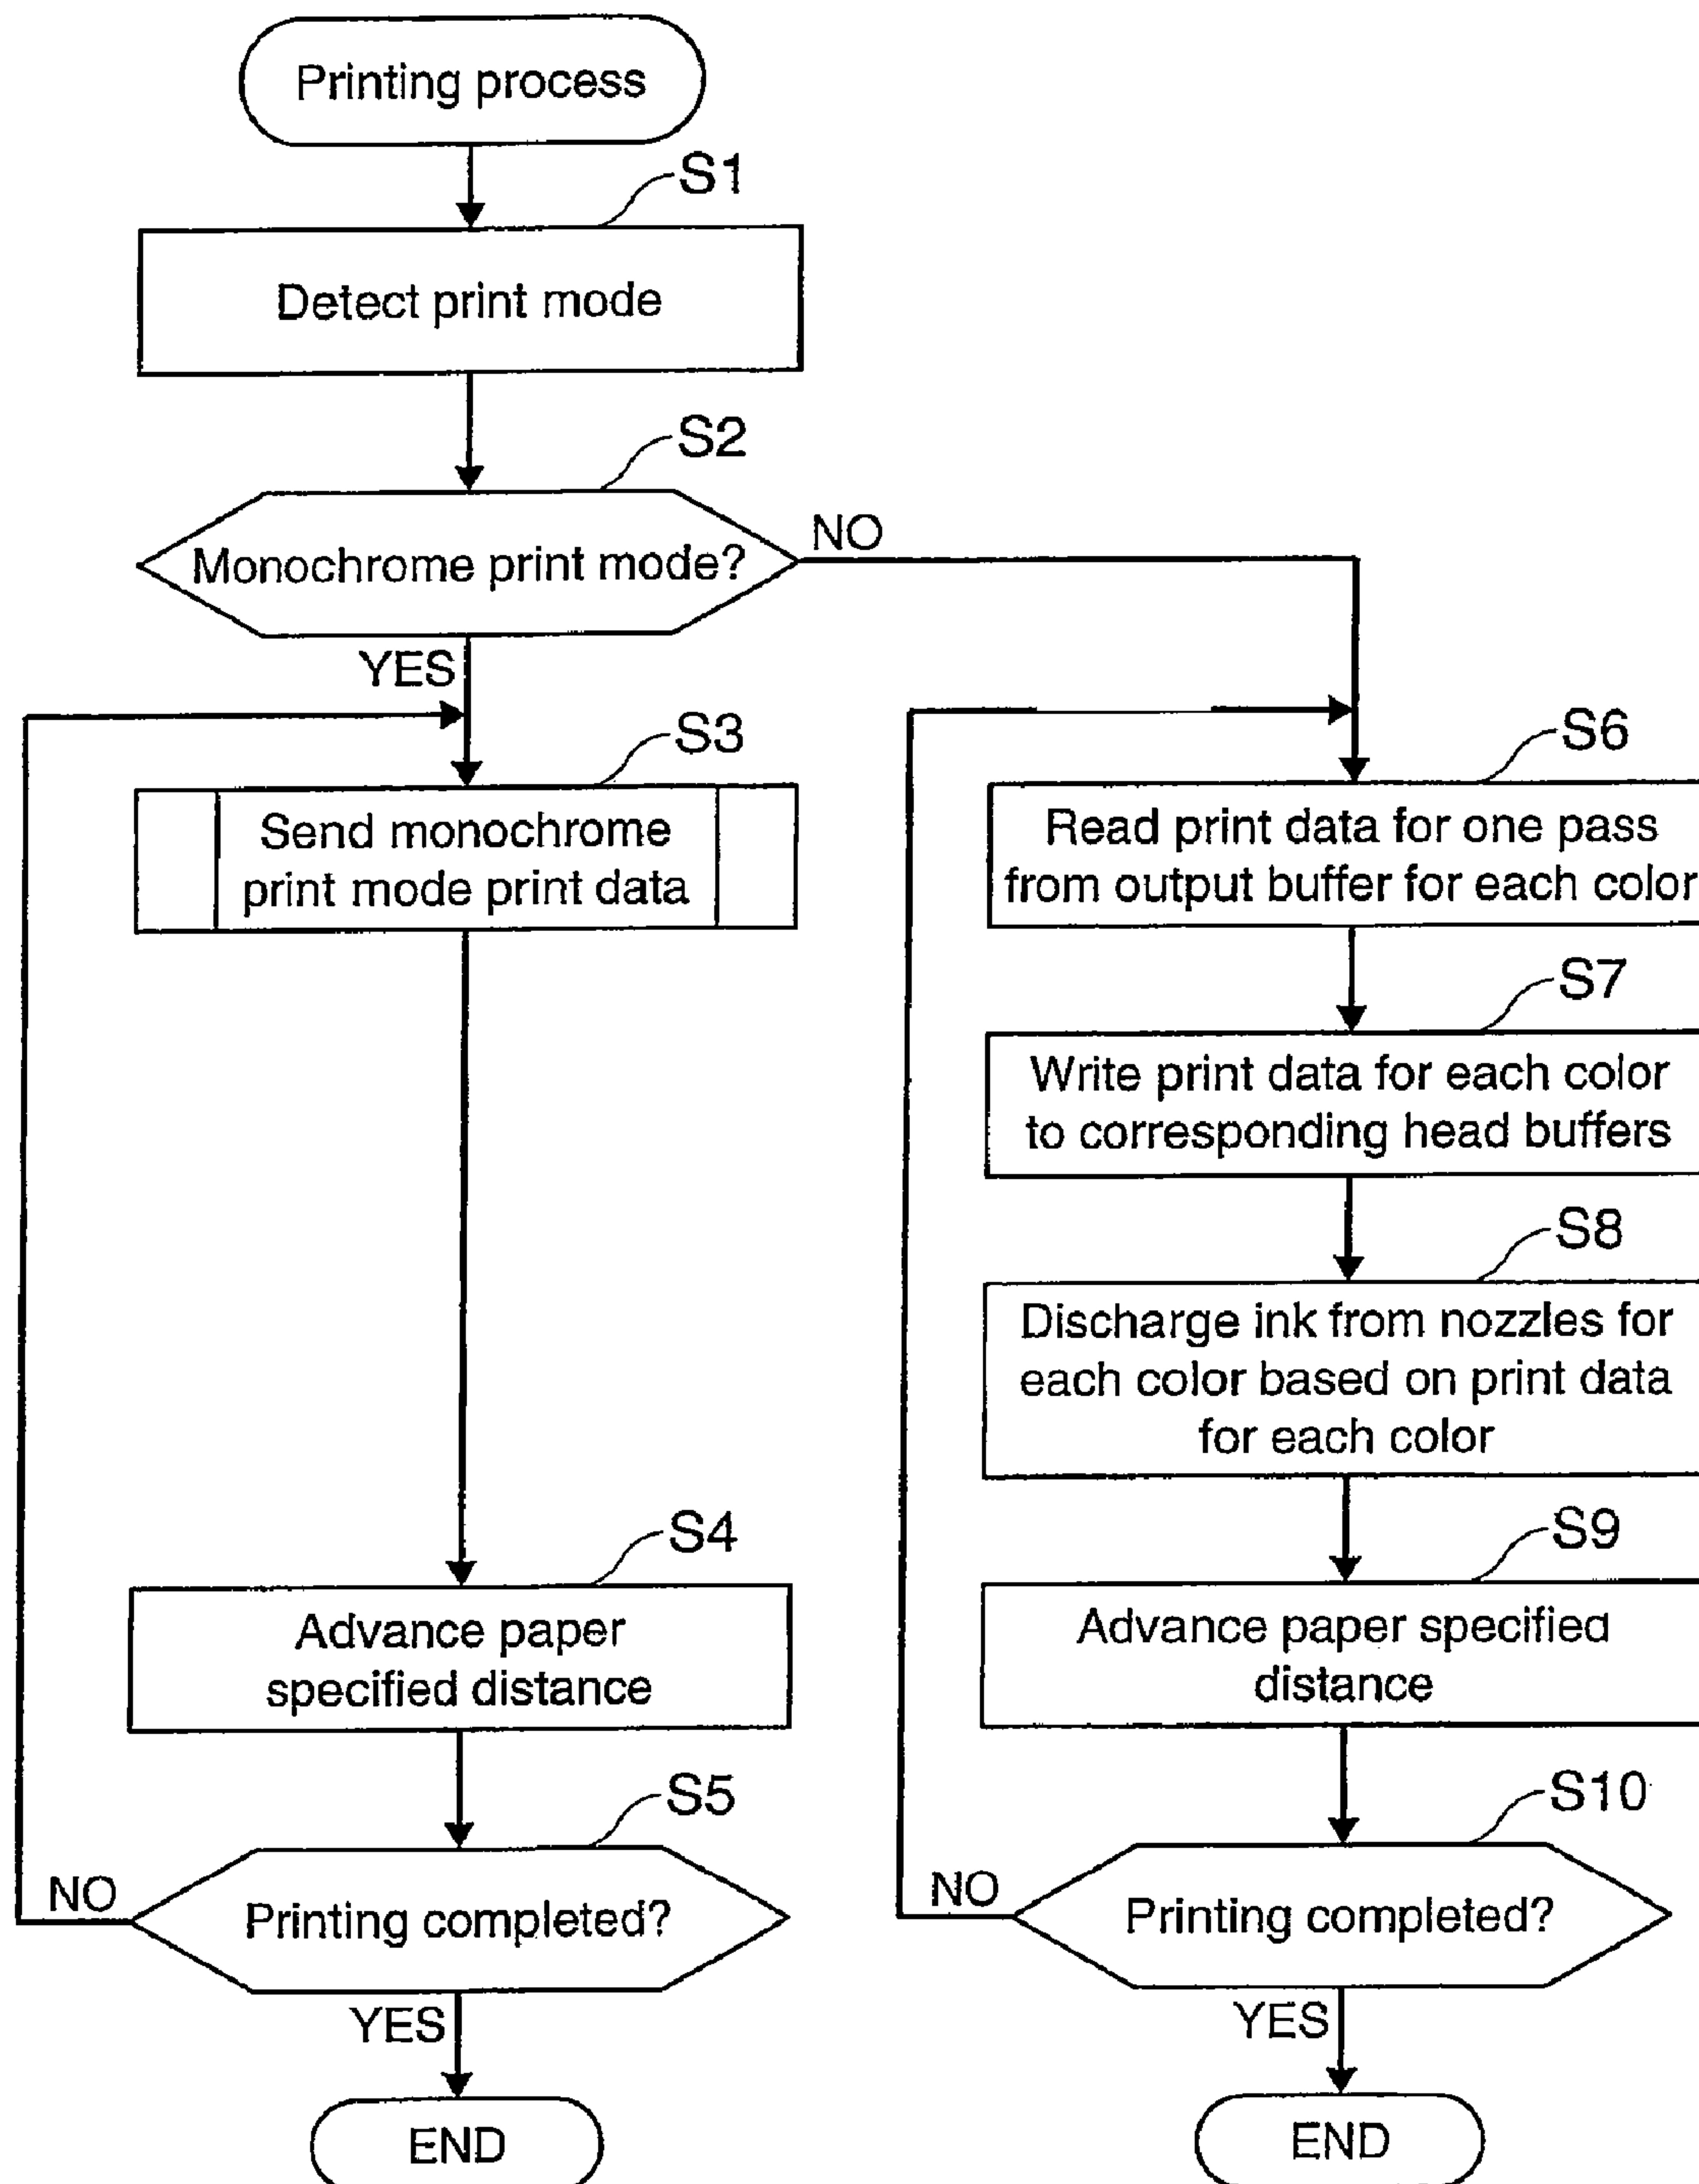 Printing process
S1
Detect print mode
S2
Monochrome print mode?
NO
YES
S3
Send monochrome
print mode print data
S4
Advance paper
specified distance
S5
Printing completed?
NO
YES
END
S6
Read print data for one pass
from output buffer for each color
S7
Write print data for each color
to corresponding head buffers
S8
Discharge ink from nozzles for
each color based on print data
for each color
S9
Advance paper specified
distance
S10
Printing completed?
NO
YES
END